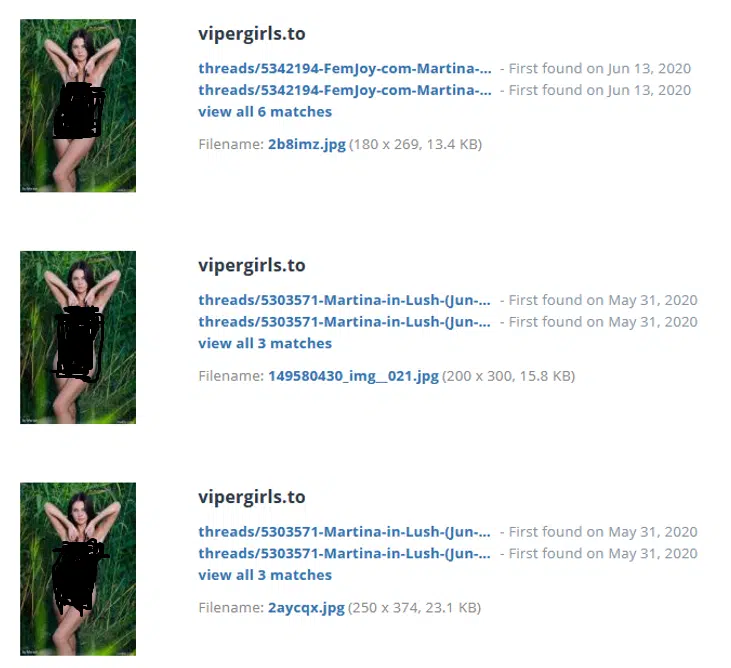 vipergirls.to
threads/5342194-FemJoy-com-Martina-... - First found on Jun 13, 2020
threads/5342194-FemJoy-com-Martina-... - First found on Jun 13, 2020
view all 6 matches
Filename: 2b8imz.jpg (180 x 269, 13.4 KB)
vipergirls.to
threads/5303571-Martina-in-Lush-(Jun-... - First found on May 31, 2020
threads/5303571-Martina-in-Lush-(Jun-... - First found on May 31, 2020
view all 3 matches
Filename: 149580430_img__021.jpg (200 x 300, 15.8 KB)
vipergirls.to
threads/5303571-Martina-in-Lush-(Jun-... - First found on May 31, 2020
threads/5303571-Martina-in-Lush-(Jun-... - First found on May 31, 2020
view all 3 matches
Filename: 2aycqx.jpg (250 x 374, 23.1 KB)